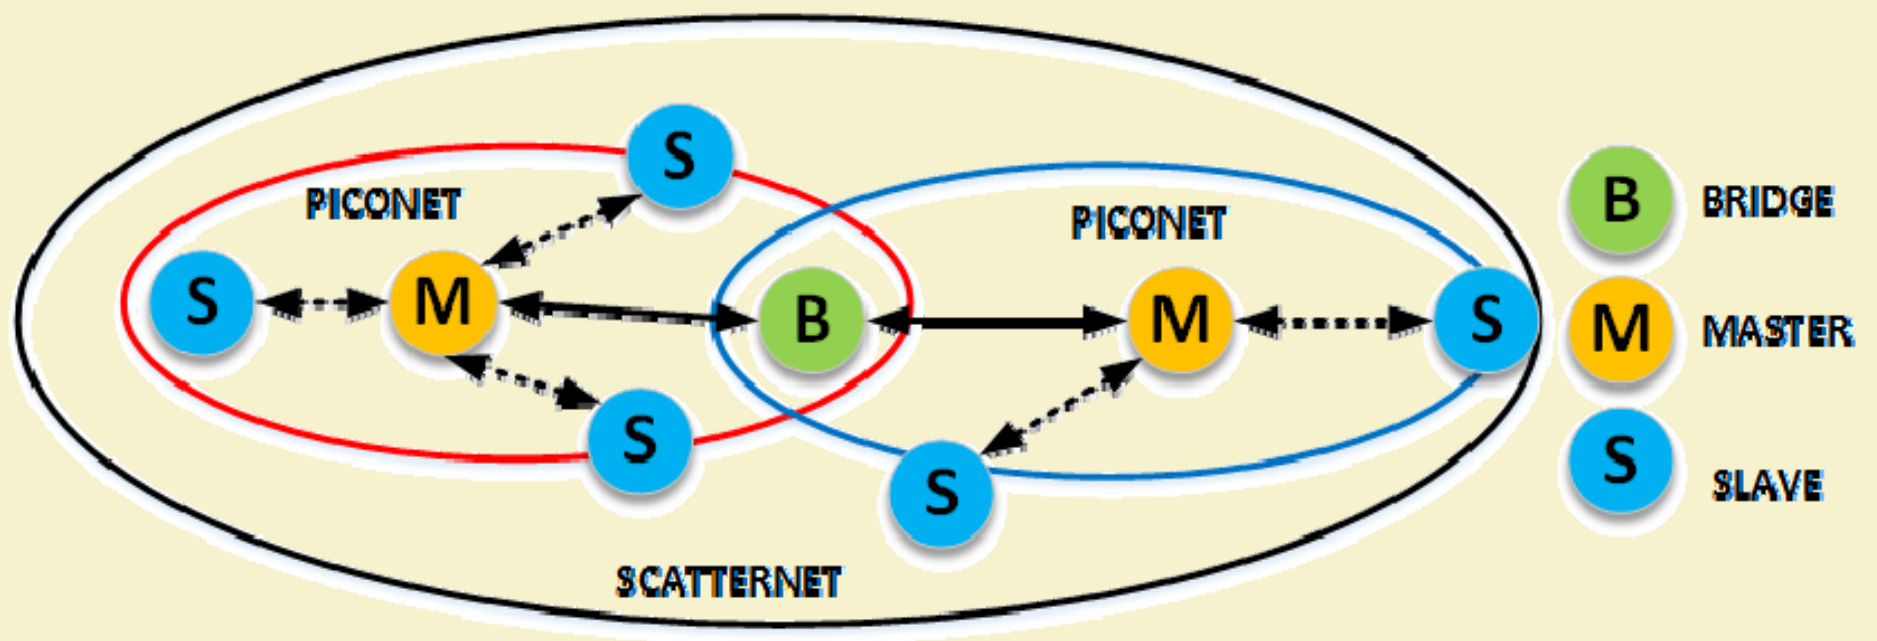 S
PICONET
S
M
B
S
PICONET
M
S
S
SCATTERNET
B BRIDGE
M MASTER
S SLAVE